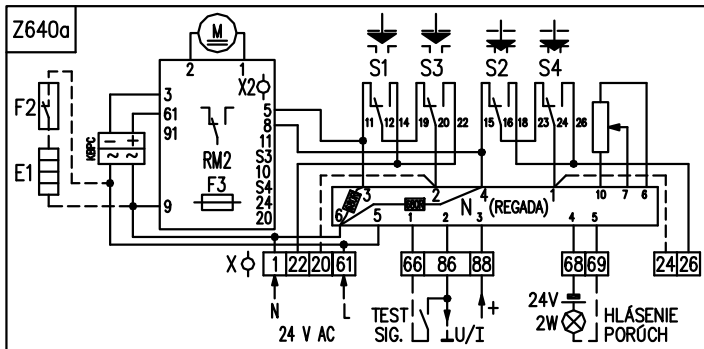 Z640a
M
2 1
S1 S3 S2 S4
F2
E1
KBPC
− +
~ ~
3
61
91
9
X2
5
8
11
S3
10
S4
24
20
RM2
F3
11 12 14 19 20 22 15 16 18 23 24 26
3 2 4 1 10 7 6
6 5 1 2 3 4 5
N (REGADA)
X 1 22 20 61 66 86 88 68 69 24 26
N L
24 V AC
TEST
SIG.
U/I
+
24V
2W
HLÁSENIE
PORÚCH